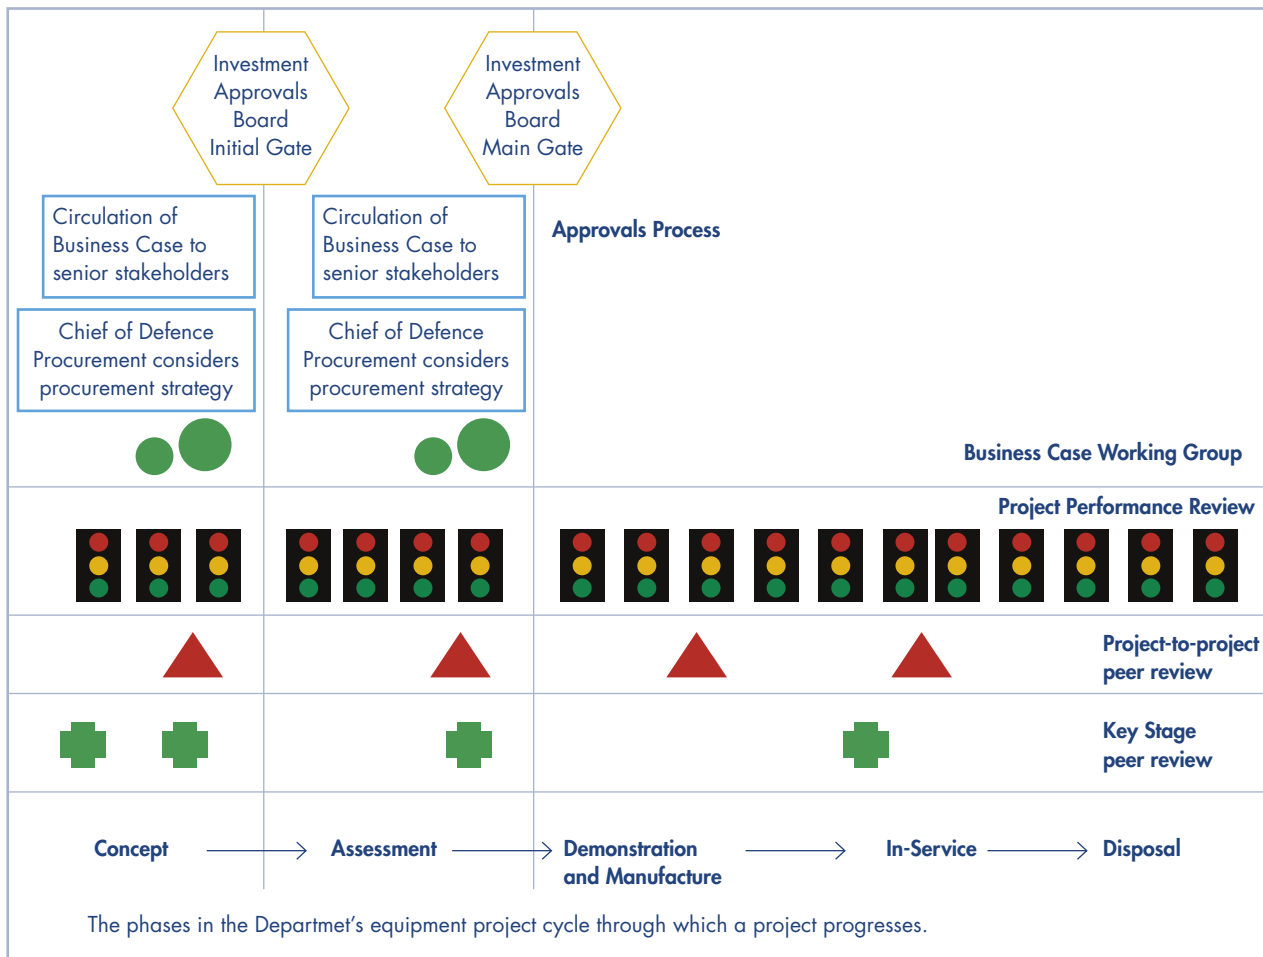 Investment
Approvals
Board
Initial Gate
Investment
Approvals
Board
Main Gate
Circulation of
Business Case to
senior stakeholders
Circulation of
Business Case to
senior stakeholders
Approvals Process
Chief of Defence
Procurement considers
procurement strategy
Chief of Defence
Procurement considers
procurement strategy
Business Case Working Group
Project Performance Review
Project-to-project
peer review
Key Stage
peer review
Concept
Assessment
Demonstration
and Manufacture
In-Service
Disposal
The phases in the Departmet's equipment project cycle through which a project progresses.